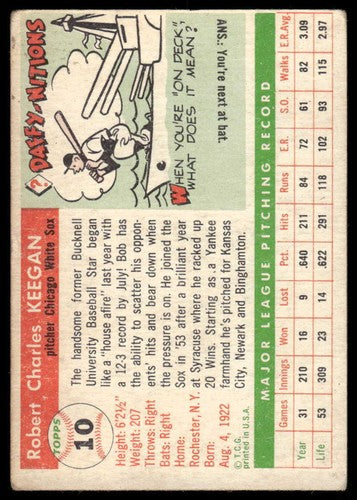 TOPPS
10
Robert Charles KEEGAN
pitcher Chicago White Sox
Height: 6'2½"
Weight: 207
Throws: Right
Bats: Right
Home:
Rochester, N.Y.
Born:
Aug. 4, 1922
© T.C.G.
printed in U.S.A.
The handsome former Bucknell
University Baseball Star began
like a "house afire" last year with
a 12-3 record by July! Bob has
the ability to scatter his oppon-
ents' hits and bear down when
the pressure is on. He joined the
Sox in '53 after a brilliant year
at Syracuse where he racked up
20 Wins. Starting as a Yankee
farmhand he's pitched for Kansas
City, Newark and Binghamton.
? DAFFY-NITIONS
WHEN YOU'RE "ON DECK",
WHAT DOES IT MEAN?
ANS.: You're next at bat.
MAJOR LEAGUE PITCHING RECORD
Games Innings Won Lost Pct. Hits Runs E.R. S.O. Walks E.R.Avg.
Year 31 210 16 9 .640 211 84 72 61 82 3.09
Life 53 309 23 14 .622 291 118 102 93 115 2.97